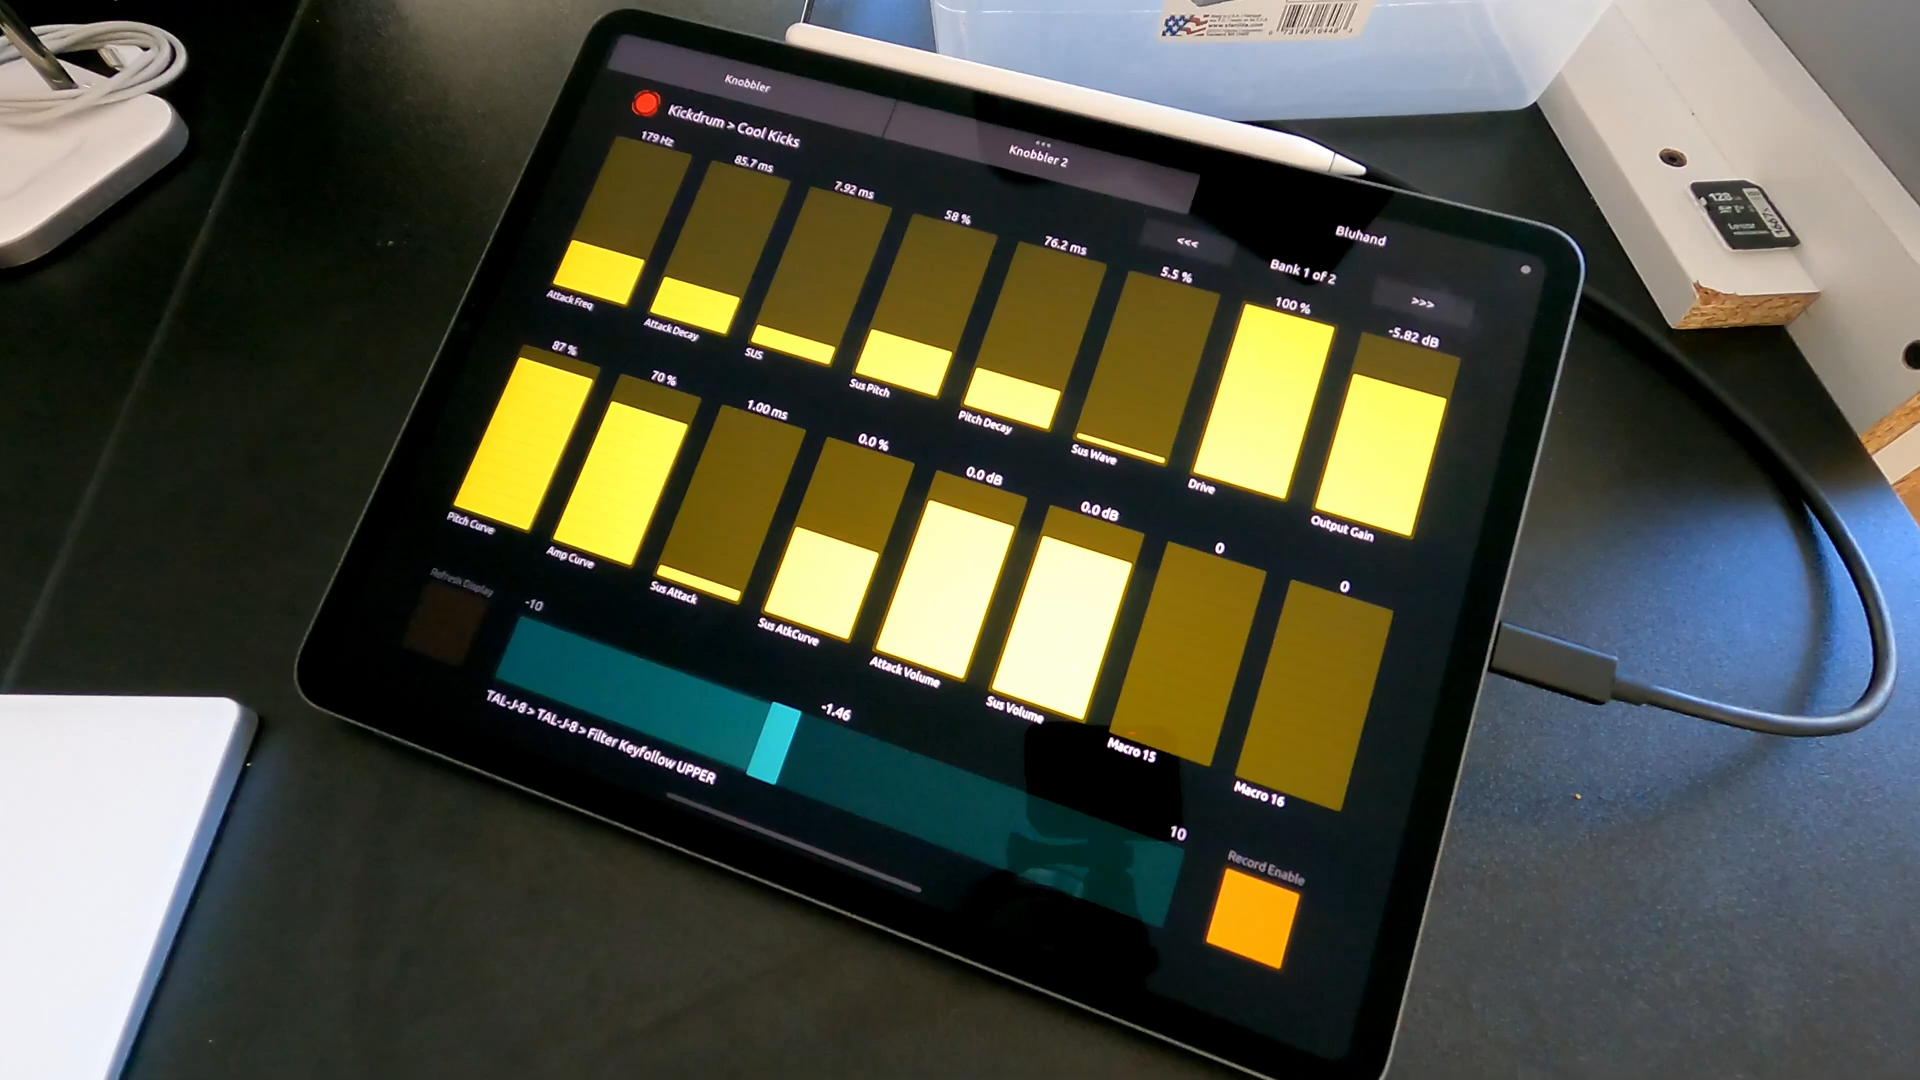 Knobbler
Knobbler 2
Kickdrum > Cool Kicks
Bluhand
<<<
Bank 1 of 2
>>>
179 Hz
85.7 ms
7.92 ms
58 %
76.2 ms
5.5 %
100 %
-5.82 dB
Attack Freq
Attack Decay
SUS
Sus Pitch
Pitch Decay
Sus Wave
Drive
Output Gain
87 %
70 %
1.00 ms
0.0 %
0.0 dB
0.0 dB
0
0
Pitch Curve
Amp Curve
Sus Attack
Sus AtkCurve
Attack Volume
Sus Volume
Macro 15
Macro 16
Refresh Display
-10
-1.46
10
TAL-J-8 > TAL-J-8 > Filter Keyfollow UPPER
Record Enable
128
Lexar